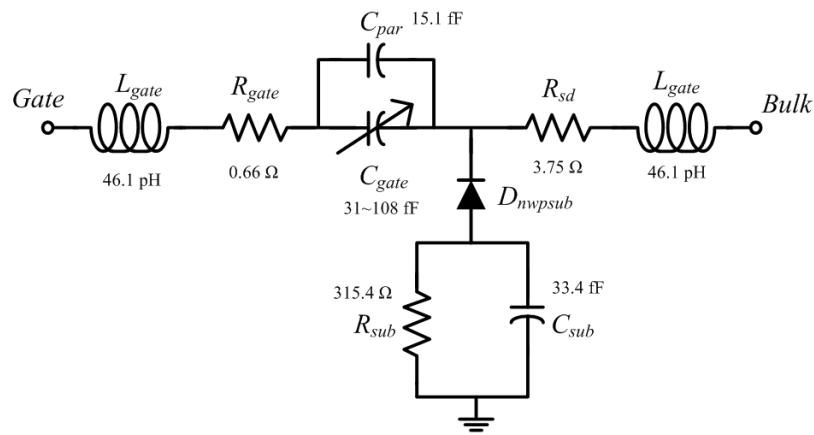 C_par 15.1 fF
L_gate
R_gate
R_sd
L_gate
Gate
Bulk
46.1 pH
0.66 Ω
C_gate
31~108 fF
3.75 Ω
46.1 pH
D_nwpsub
315.4 Ω
R_sub
33.4 fF
C_sub